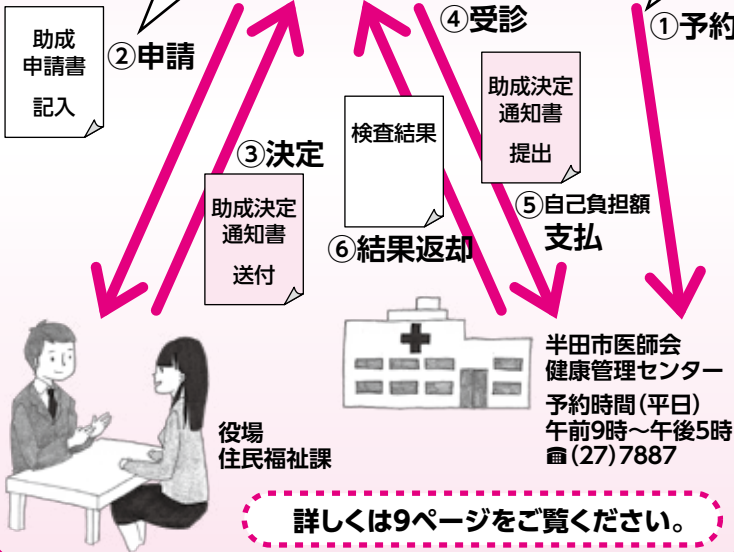 助成
申請書
記入
②申請
④受診
①予約
助成決定
通知書
提出
検査結果
③決定
助成決定
通知書
送付
⑤自己負担額
支払
⑥結果返却
半田市医師会
健康管理センター
予約時間(平日)
午前9時~午後5時
☎(27)7887
役場
住民福祉課
詳しくは9ページをご覧ください。